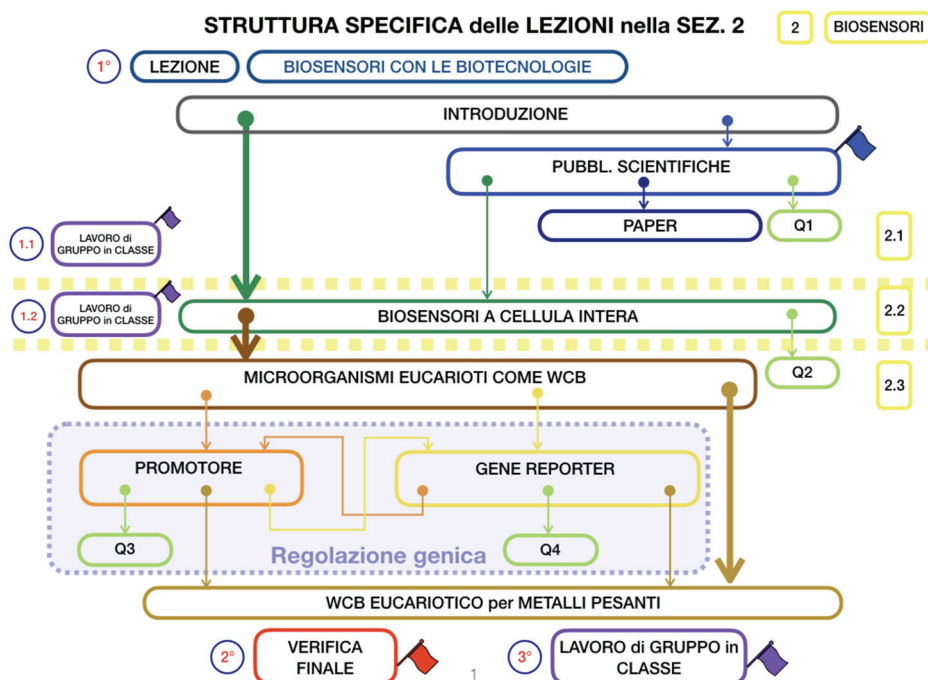 STRUTTURA SPECIFICA delle LEZIONI nella SEZ. 2
2
BIOSENSORI
1°
LEZIONE
BIOSENSORI CON LE BIOTECNOLOGIE
INTRODUZIONE
PUBBL. SCIENTIFICHE
PAPER
Q1
1.1
LAVORO di
GRUPPO in CLASSE
2.1
1.2
LAVORO di
GRUPPO in CLASSE
BIOSENSORI A CELLULA INTERA
2.2
MICROORGANISMI EUCARIOTI COME WCB
Q2
2.3
PROMOTORE
GENE REPORTER
Q3
Regolazione genica
Q4
WCB EUCARIOTICO per METALLI PESANTI
2°
VERIFICA
FINALE
3°
LAVORO di GRUPPO in
CLASSE
1